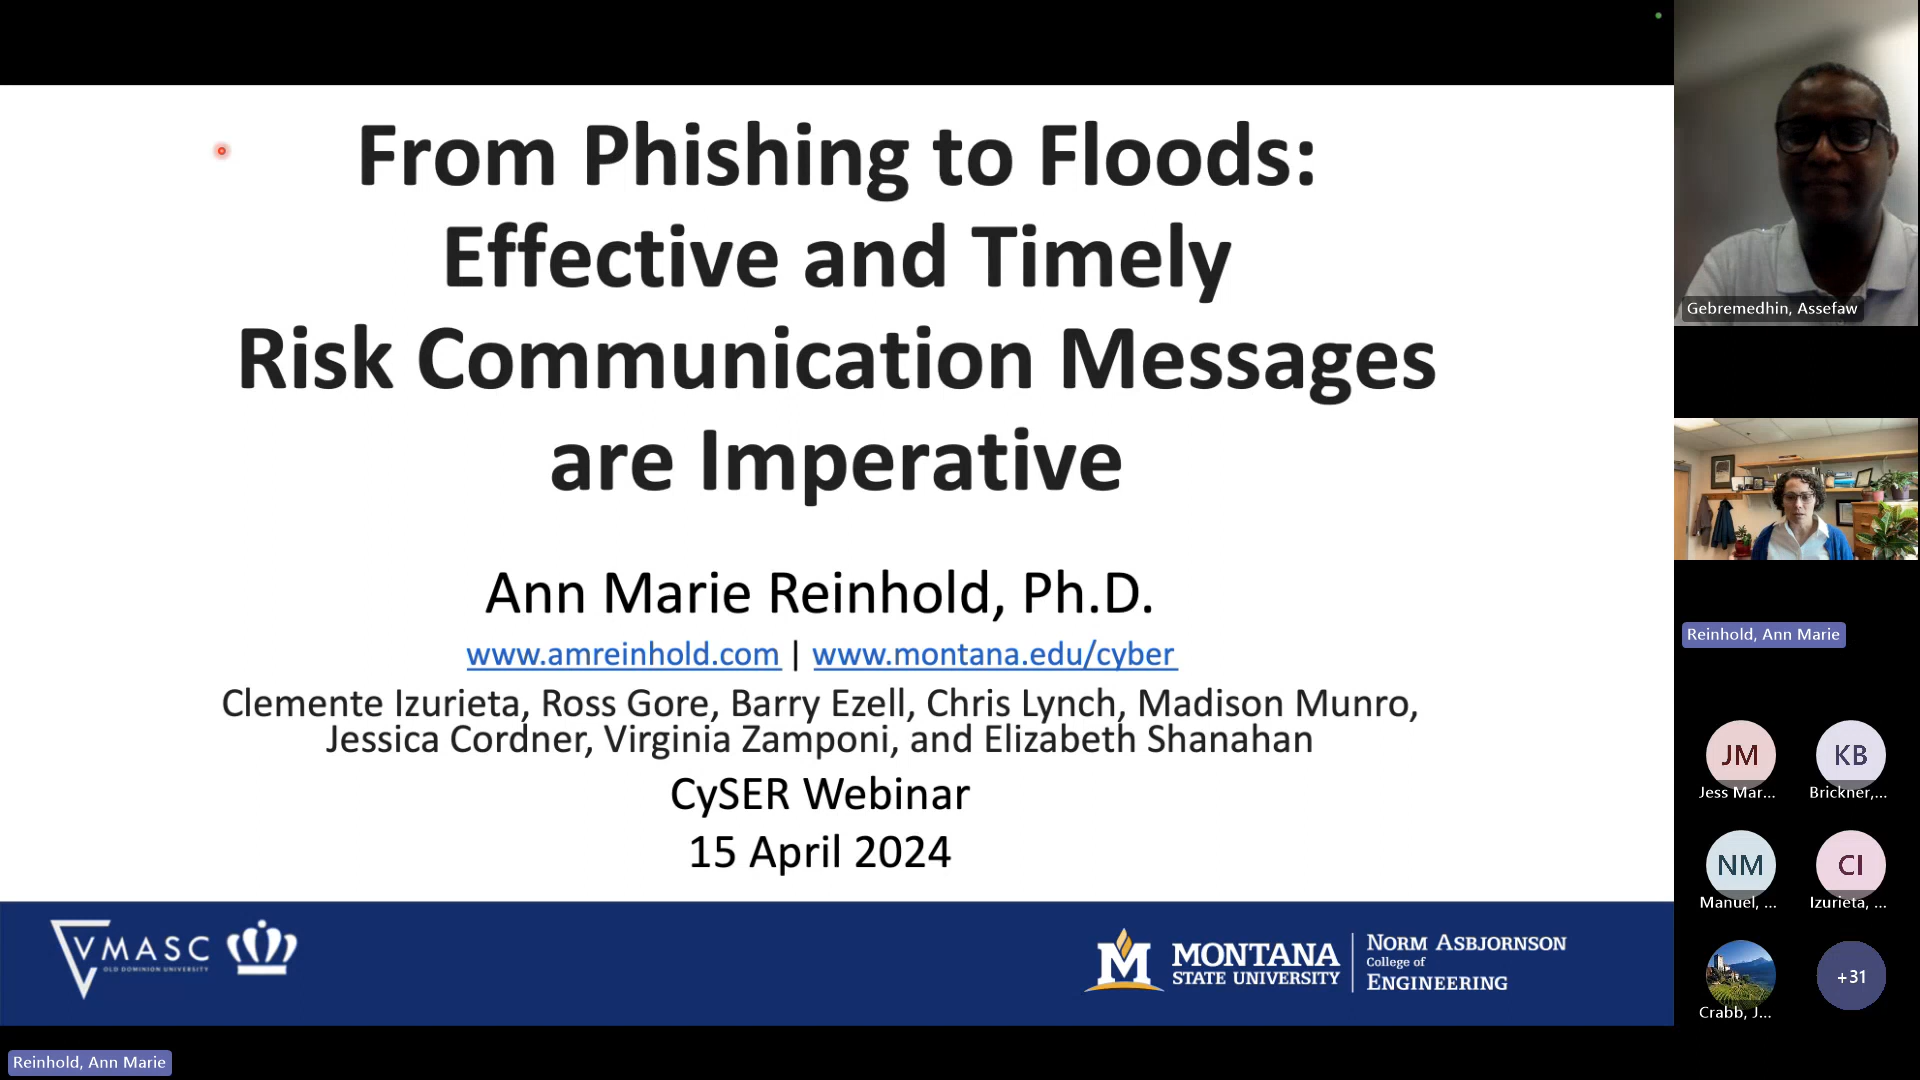 From Phishing to Floods:
Effective and Timely
Risk Communication Messages
are Imperative
Ann Marie Reinhold, Ph.D.
www.amreinhold.com | www.montana.edu/cyber
Clemente Izurieta, Ross Gore, Barry Ezell, Chris Lynch, Madison Munro,
Jessica Cordner, Virginia Zamponi, and Elizabeth Shanahan
CySER Webinar
15 April 2024
VMASC
OLD DOMINION UNIVERSITY
M
MONTANA
STATE UNIVERSITY
NORM ASBJORNSON
College of
ENGINEERING
Reinhold, Ann Marie
Gebremedhin, Assefaw
Reinhold, Ann Marie
JM
Jess Mar...
KB
Brickner,...
NM
Manuel, ...
CI
Izurieta, ...
Crabb, J...
+31